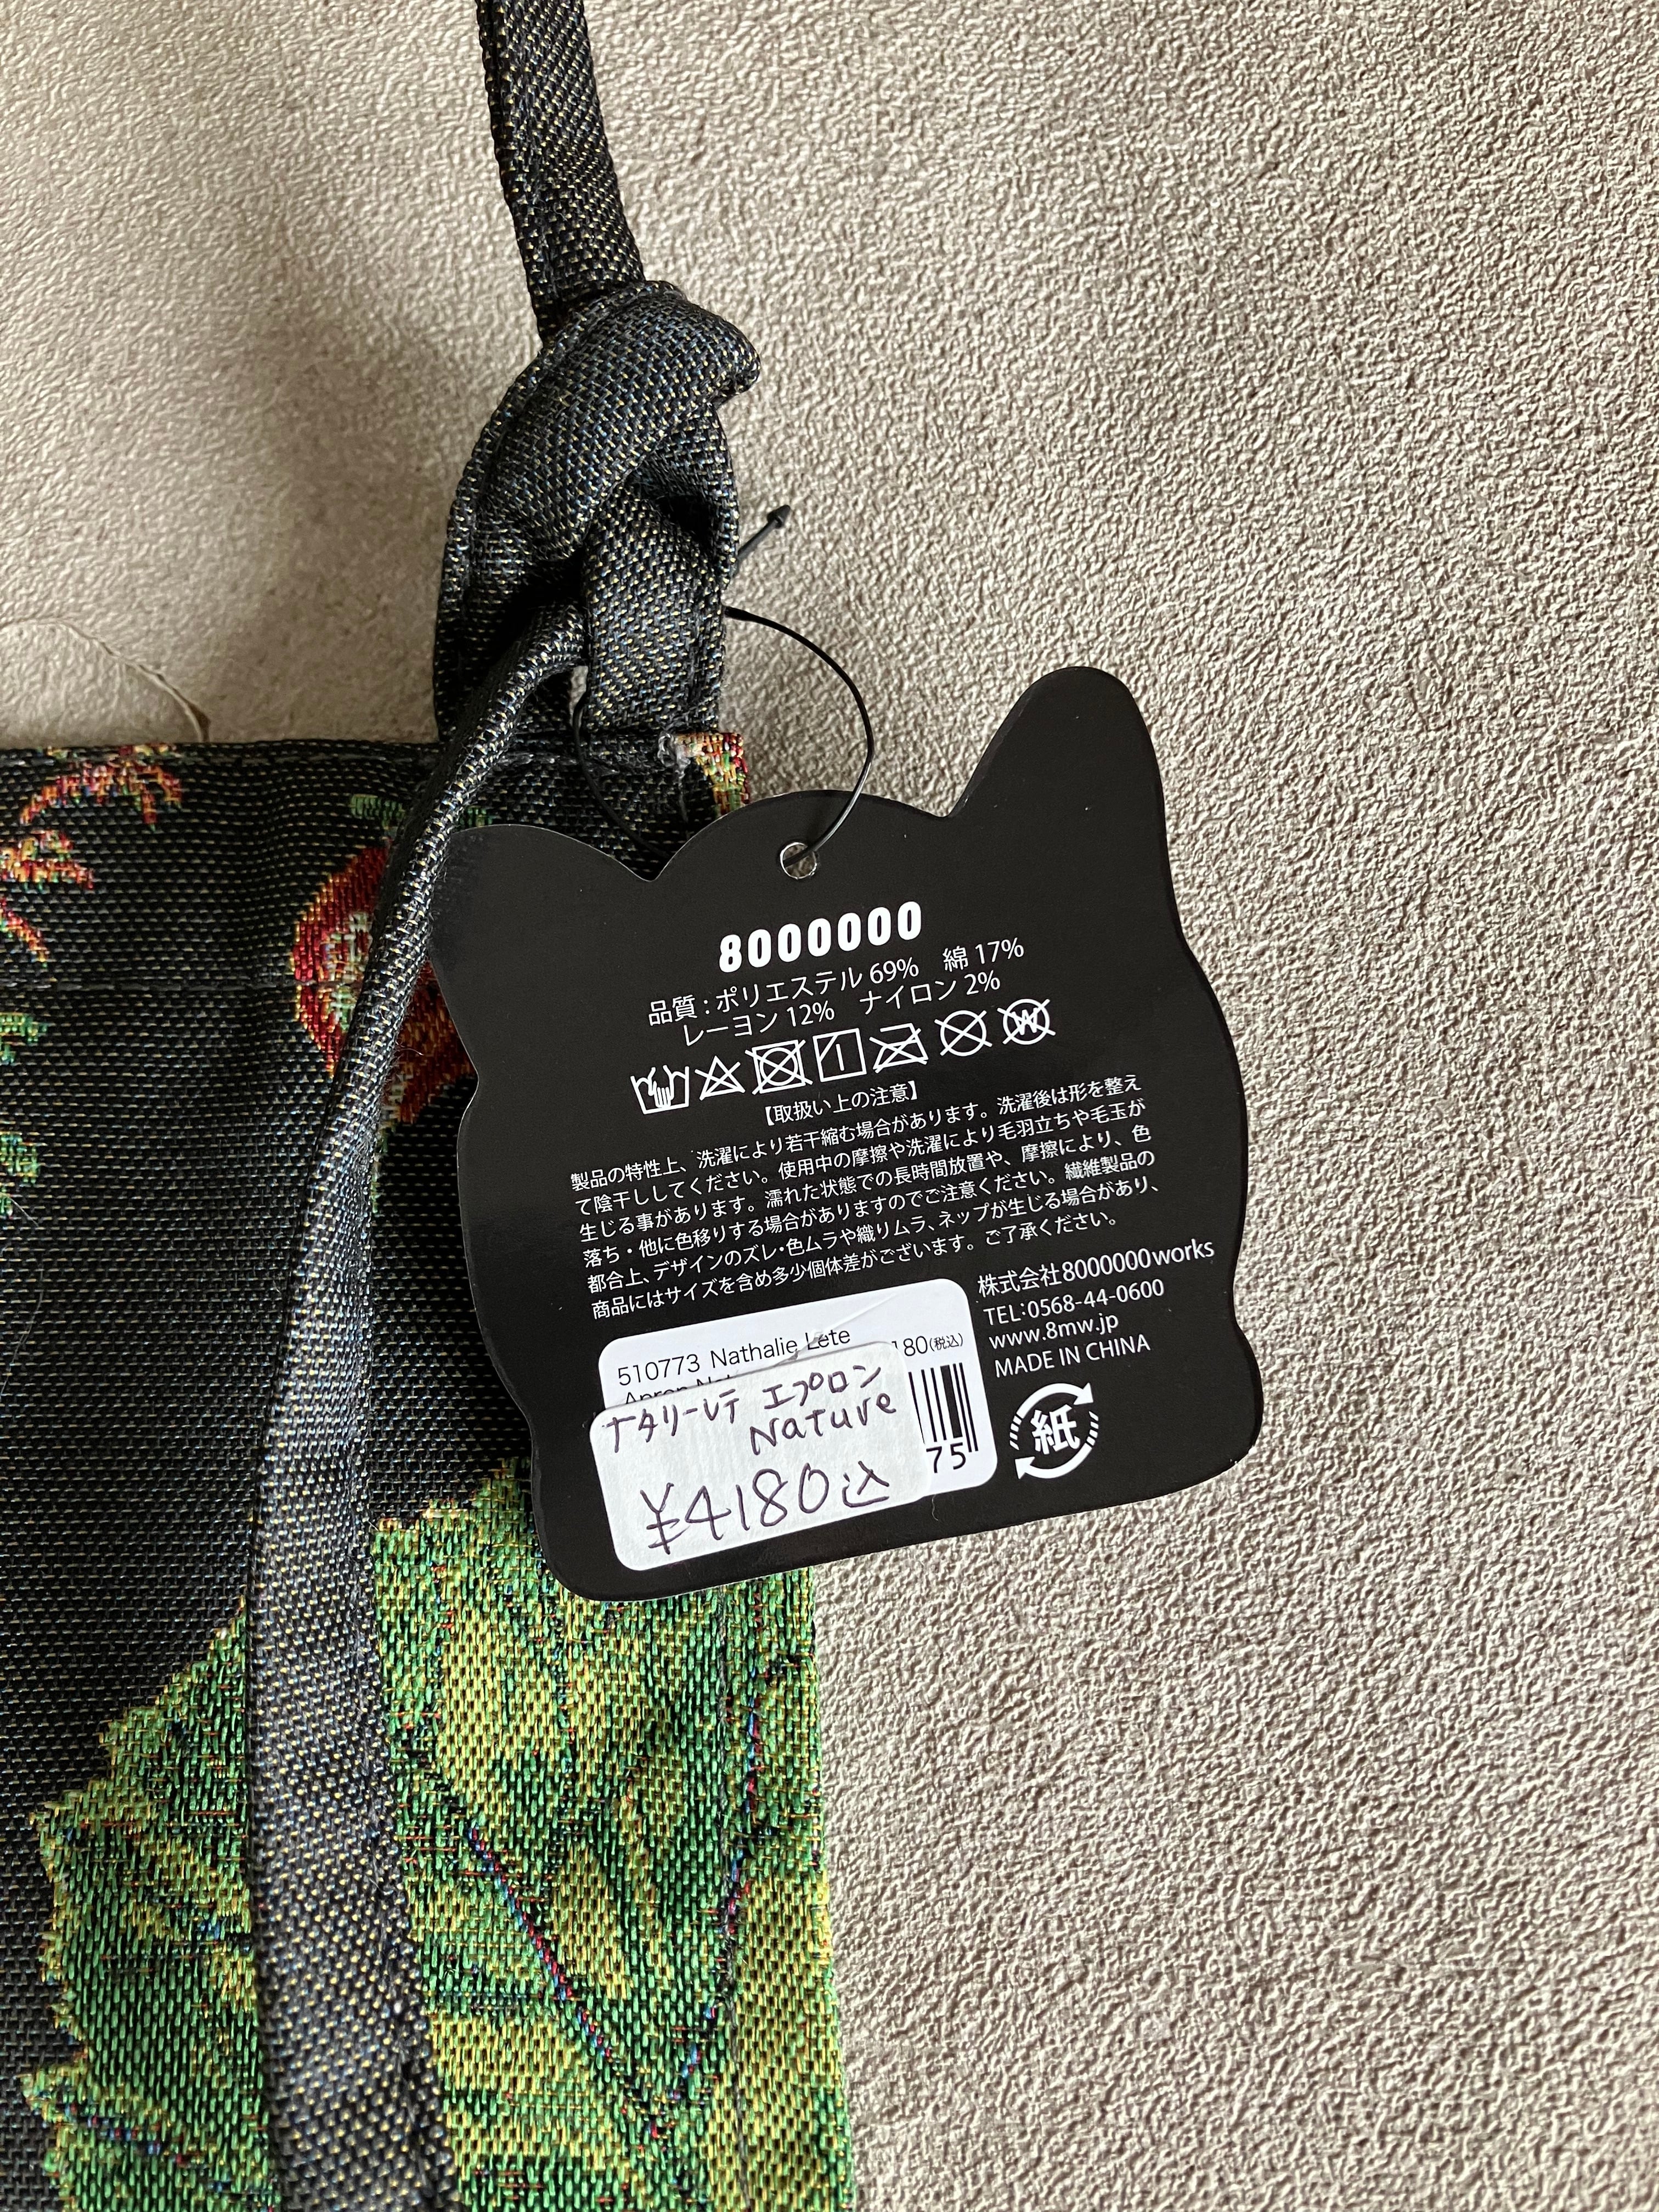 8000000
品質：ポリエステル 69%　綿 17%
レーヨン 12%　ナイロン 2%
W
【取扱い上の注意】
製品の特性上、洗濯により若干縮む場合があります。洗濯後は形を整え
て陰干ししてください。使用中の摩擦や洗濯により毛羽立ちや毛玉が
生じる事があります。濡れた状態での長時間放置や、摩擦により、色
落ち・他に色移りする場合がありますのでご注意ください。繊維製品の
都合上、デザインのズレ・色ムラや織りムラ、ネップが生じる場合があり、
商品にはサイズを含め多少個体差がございます。ご了承ください。
株式会社8000000works
TEL:0568-44-0600
www.8mw.jp
MADE IN CHINA
紙
510773 Nathalie Lete
180(税込)
ナタリーレテ エプロン
Nature
¥4180込
75